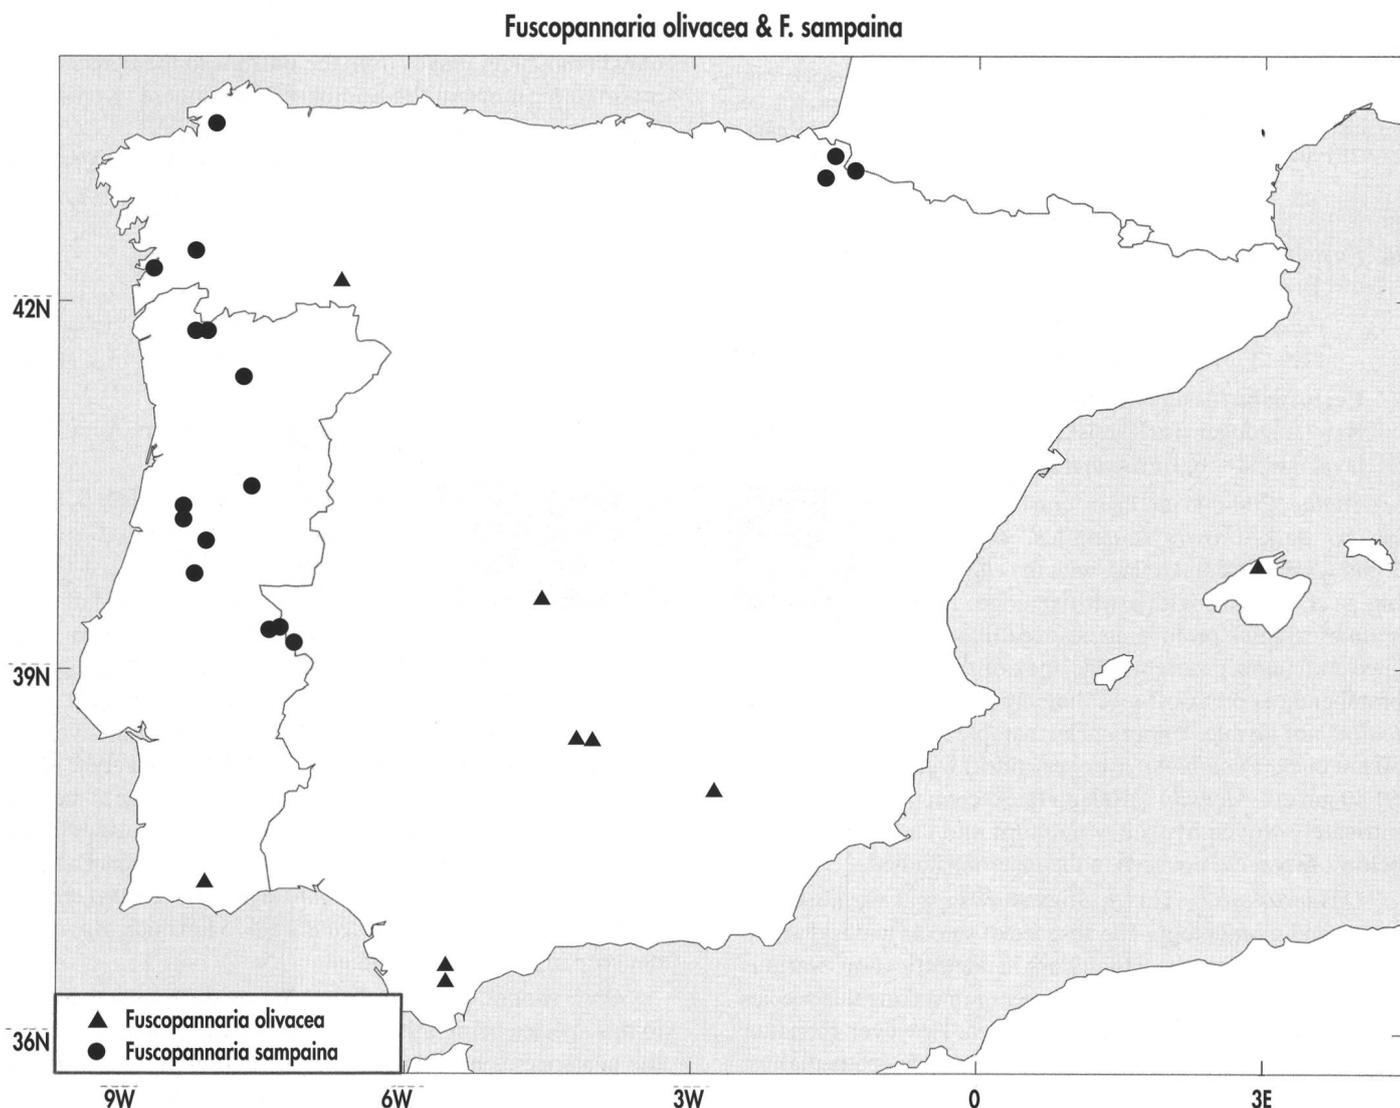 Fuscopannaria olivacea & F. sampaina
42N
39N
36N
Fuscopannaria olivacea
Fuscopannaria sampaina
9W 6W 3W 0 3E